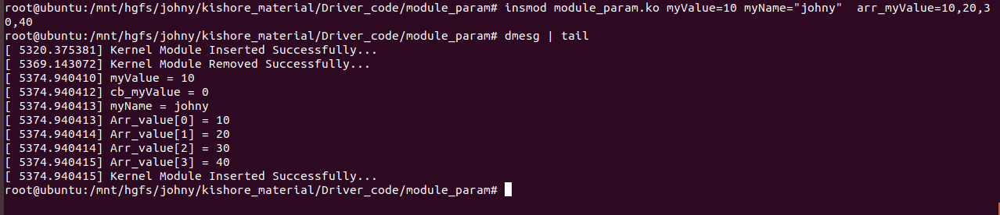 root@ubuntu:/mnt/hgfs/johny/kishore_material/Driver_code/module_param# insmod module_param.ko myValue=10 myName="johny"  arr_myValue=10,20,3
0,40
root@ubuntu:/mnt/hgfs/johny/kishore_material/Driver_code/module_param# dmesg | tail
[ 5320.375381] Kernel Module Inserted Successfully...
[ 5369.143072] Kernel Module Removed Successfully...
[ 5374.940410] myValue = 10
[ 5374.940412] cb_myValue = 0
[ 5374.940413] myName = johny
[ 5374.940413] Arr_value[0] = 10
[ 5374.940414] Arr_value[1] = 20
[ 5374.940414] Arr_value[2] = 30
[ 5374.940415] Arr_value[3] = 40
[ 5374.940415] Kernel Module Inserted Successfully...
root@ubuntu:/mnt/hgfs/johny/kishore_material/Driver_code/module_param#